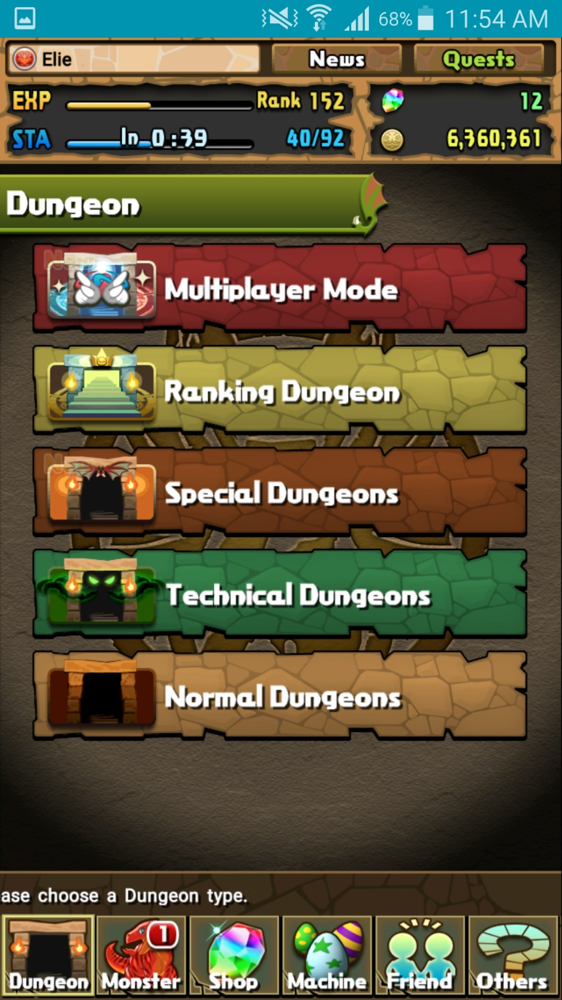 68% 11:54 AM
Elie News Quests
EXP Rank 152 12
STA In 0:39 40/92 6,360,361
Dungeon
Multiplayer Mode
Ranking Dungeon
Special Dungeons
Technical Dungeons
Normal Dungeons
ase choose a Dungeon type.
1
Dungeon Monster Shop Machine Friend Others